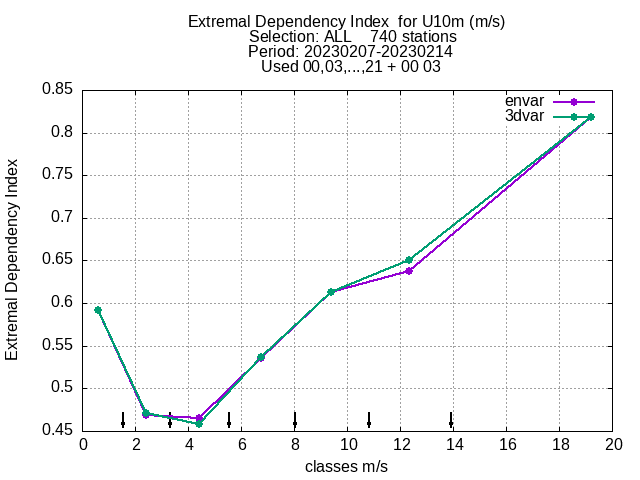 Extremal Dependency Index  for U10m (m/s)
Selection: ALL    740 stations
Period: 20230207-20230214
Used 00,03,...,21 + 00 03
envar
3dvar
0.85
0.8
0.75
0.7
0.65
0.6
0.55
0.5
0.45
Extremal Dependency Index
0 2 4 6 8 10 12 14 16 18 20
classes m/s